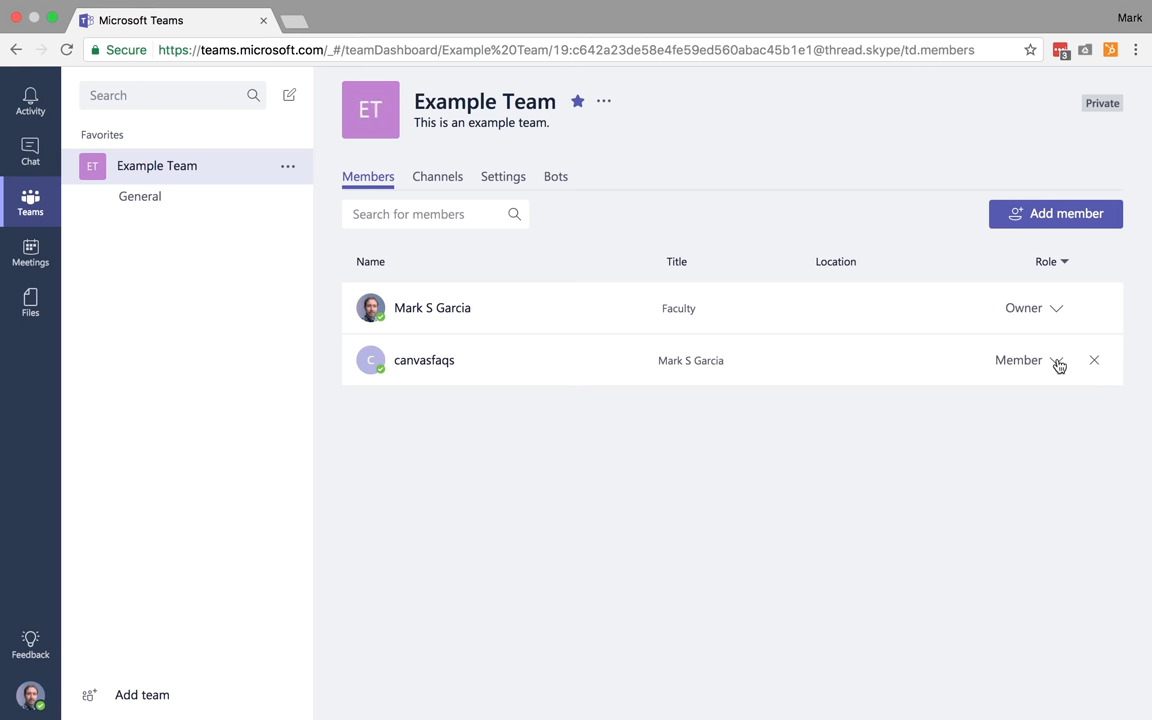 Microsoft Teams
Mark
Secure https://teams.microsoft.com/_#/teamDashboard/Example%20Team/19:c642a23de58e4fe59ed560abac45b1e1@thread.skype/td.members
3
Activity
Chat
Teams
Meetings
Files
Feedback
Search
Favorites
ET Example Team
General
Add team
ET
Example Team
This is an example team.
Private
Members Channels Settings Bots
Search for members
Add member
Name Title Location Role
Mark S Garcia Faculty Owner
C canvasfaqs Mark S Garcia Member